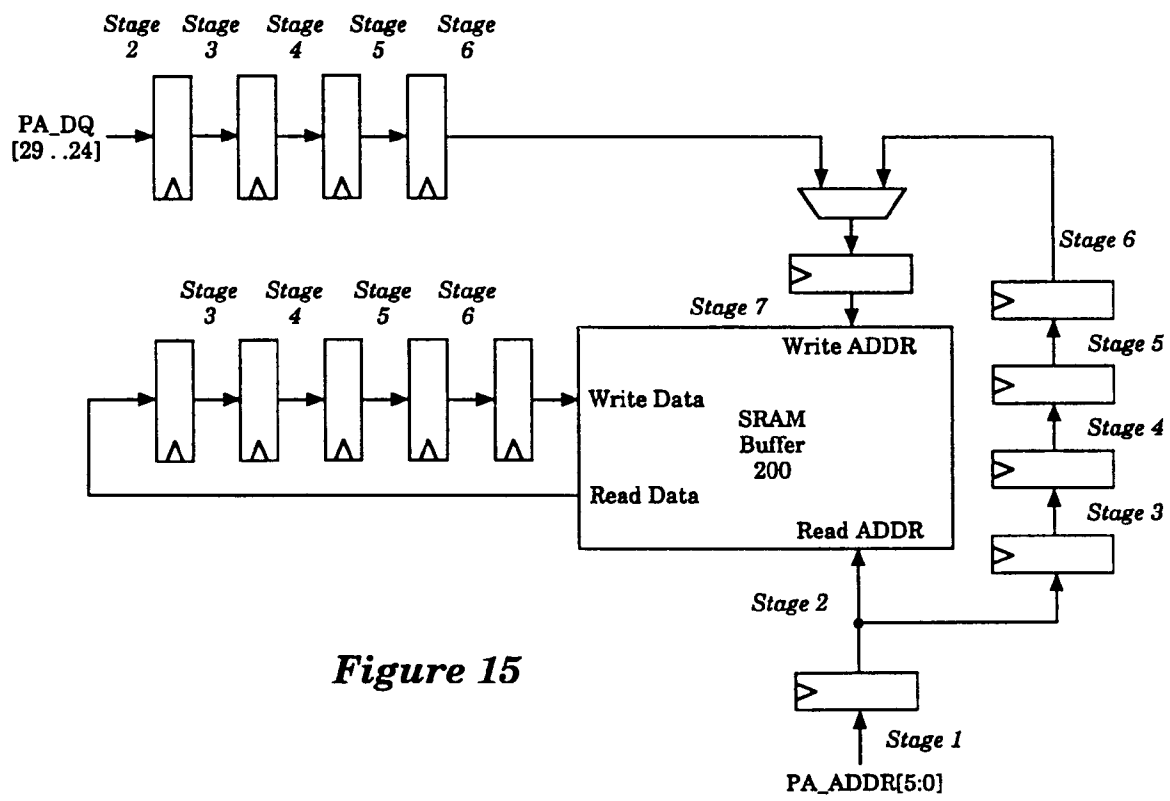 Stage Stage Stage Stage Stage
2 3 4 5 6
PA_DQ
[29 . .24]
Stage 6
Stage Stage Stage Stage
3 4 5 6
Stage 7
Write ADDR
Stage 5
Write Data
SRAM
Buffer
200
Stage 4
Read Data
Stage 3
Read ADDR
Stage 2
Figure 15
Stage 1
PA_ADDR[5:0]